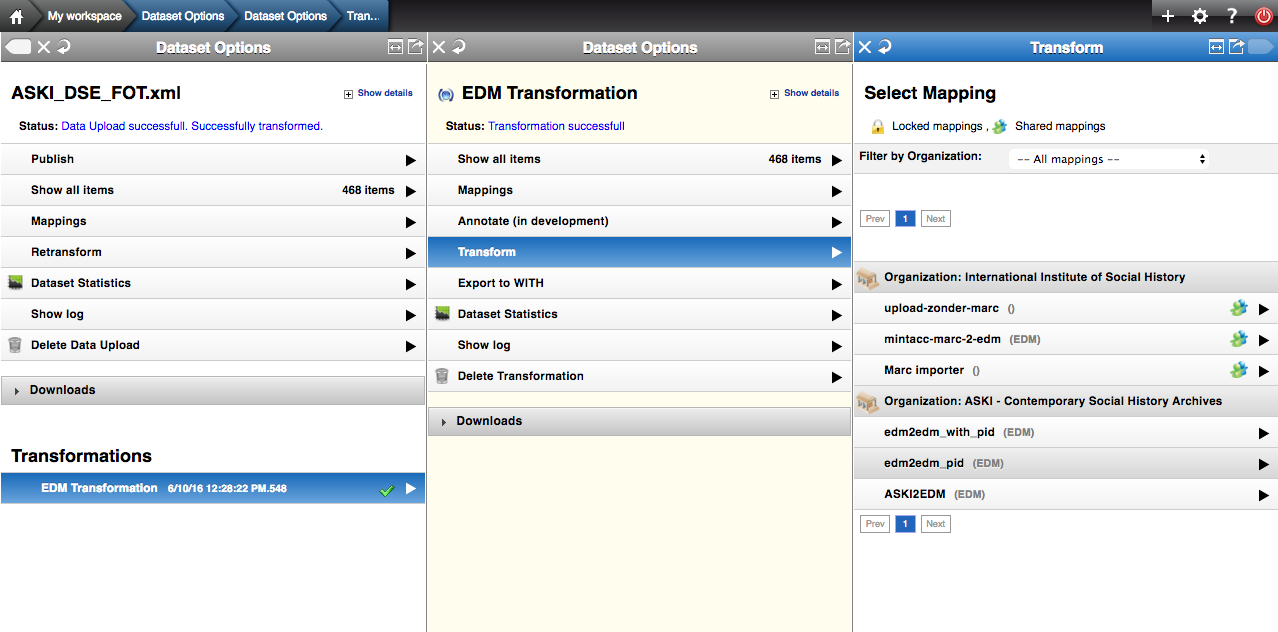 My workspace
Dataset Options
Dataset Options
Tran...
Dataset Options
ASKI_DSE_FOT.xml
Show details
Status: Data Upload successfull. Successfully transformed.
Publish
Show all items 468 items
Mappings
Retransform
Dataset Statistics
Show log
Delete Data Upload
Downloads
Transformations
EDM Transformation 6/10/16 12:28:22 PM.548
Dataset Options
EDM Transformation
Show details
Status: Transformation successfull
Show all items 468 items
Mappings
Annotate (in development)
Transform
Export to WITH
Dataset Statistics
Show log
Delete Transformation
Downloads
Transform
Select Mapping
Locked mappings , Shared mappings
Filter by Organization: -- All mappings --
Prev 1 Next
Organization: International Institute of Social History
upload-zonder-marc ()
mintacc-marc-2-edm (EDM)
Marc importer ()
Organization: ASKI - Contemporary Social History Archives
edm2edm_with_pid (EDM)
edm2edm_pid (EDM)
ASKI2EDM (EDM)
Prev 1 Next